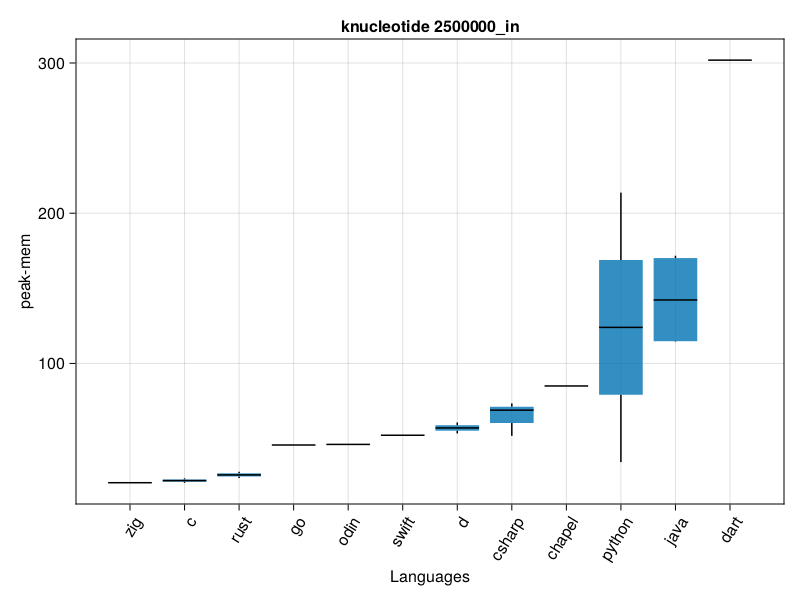 knucleotide 2500000_in
300
200
100
peak-mem
zig
c
rust
go
odin
swift
d
csharp
chapel
python
java
dart
Languages